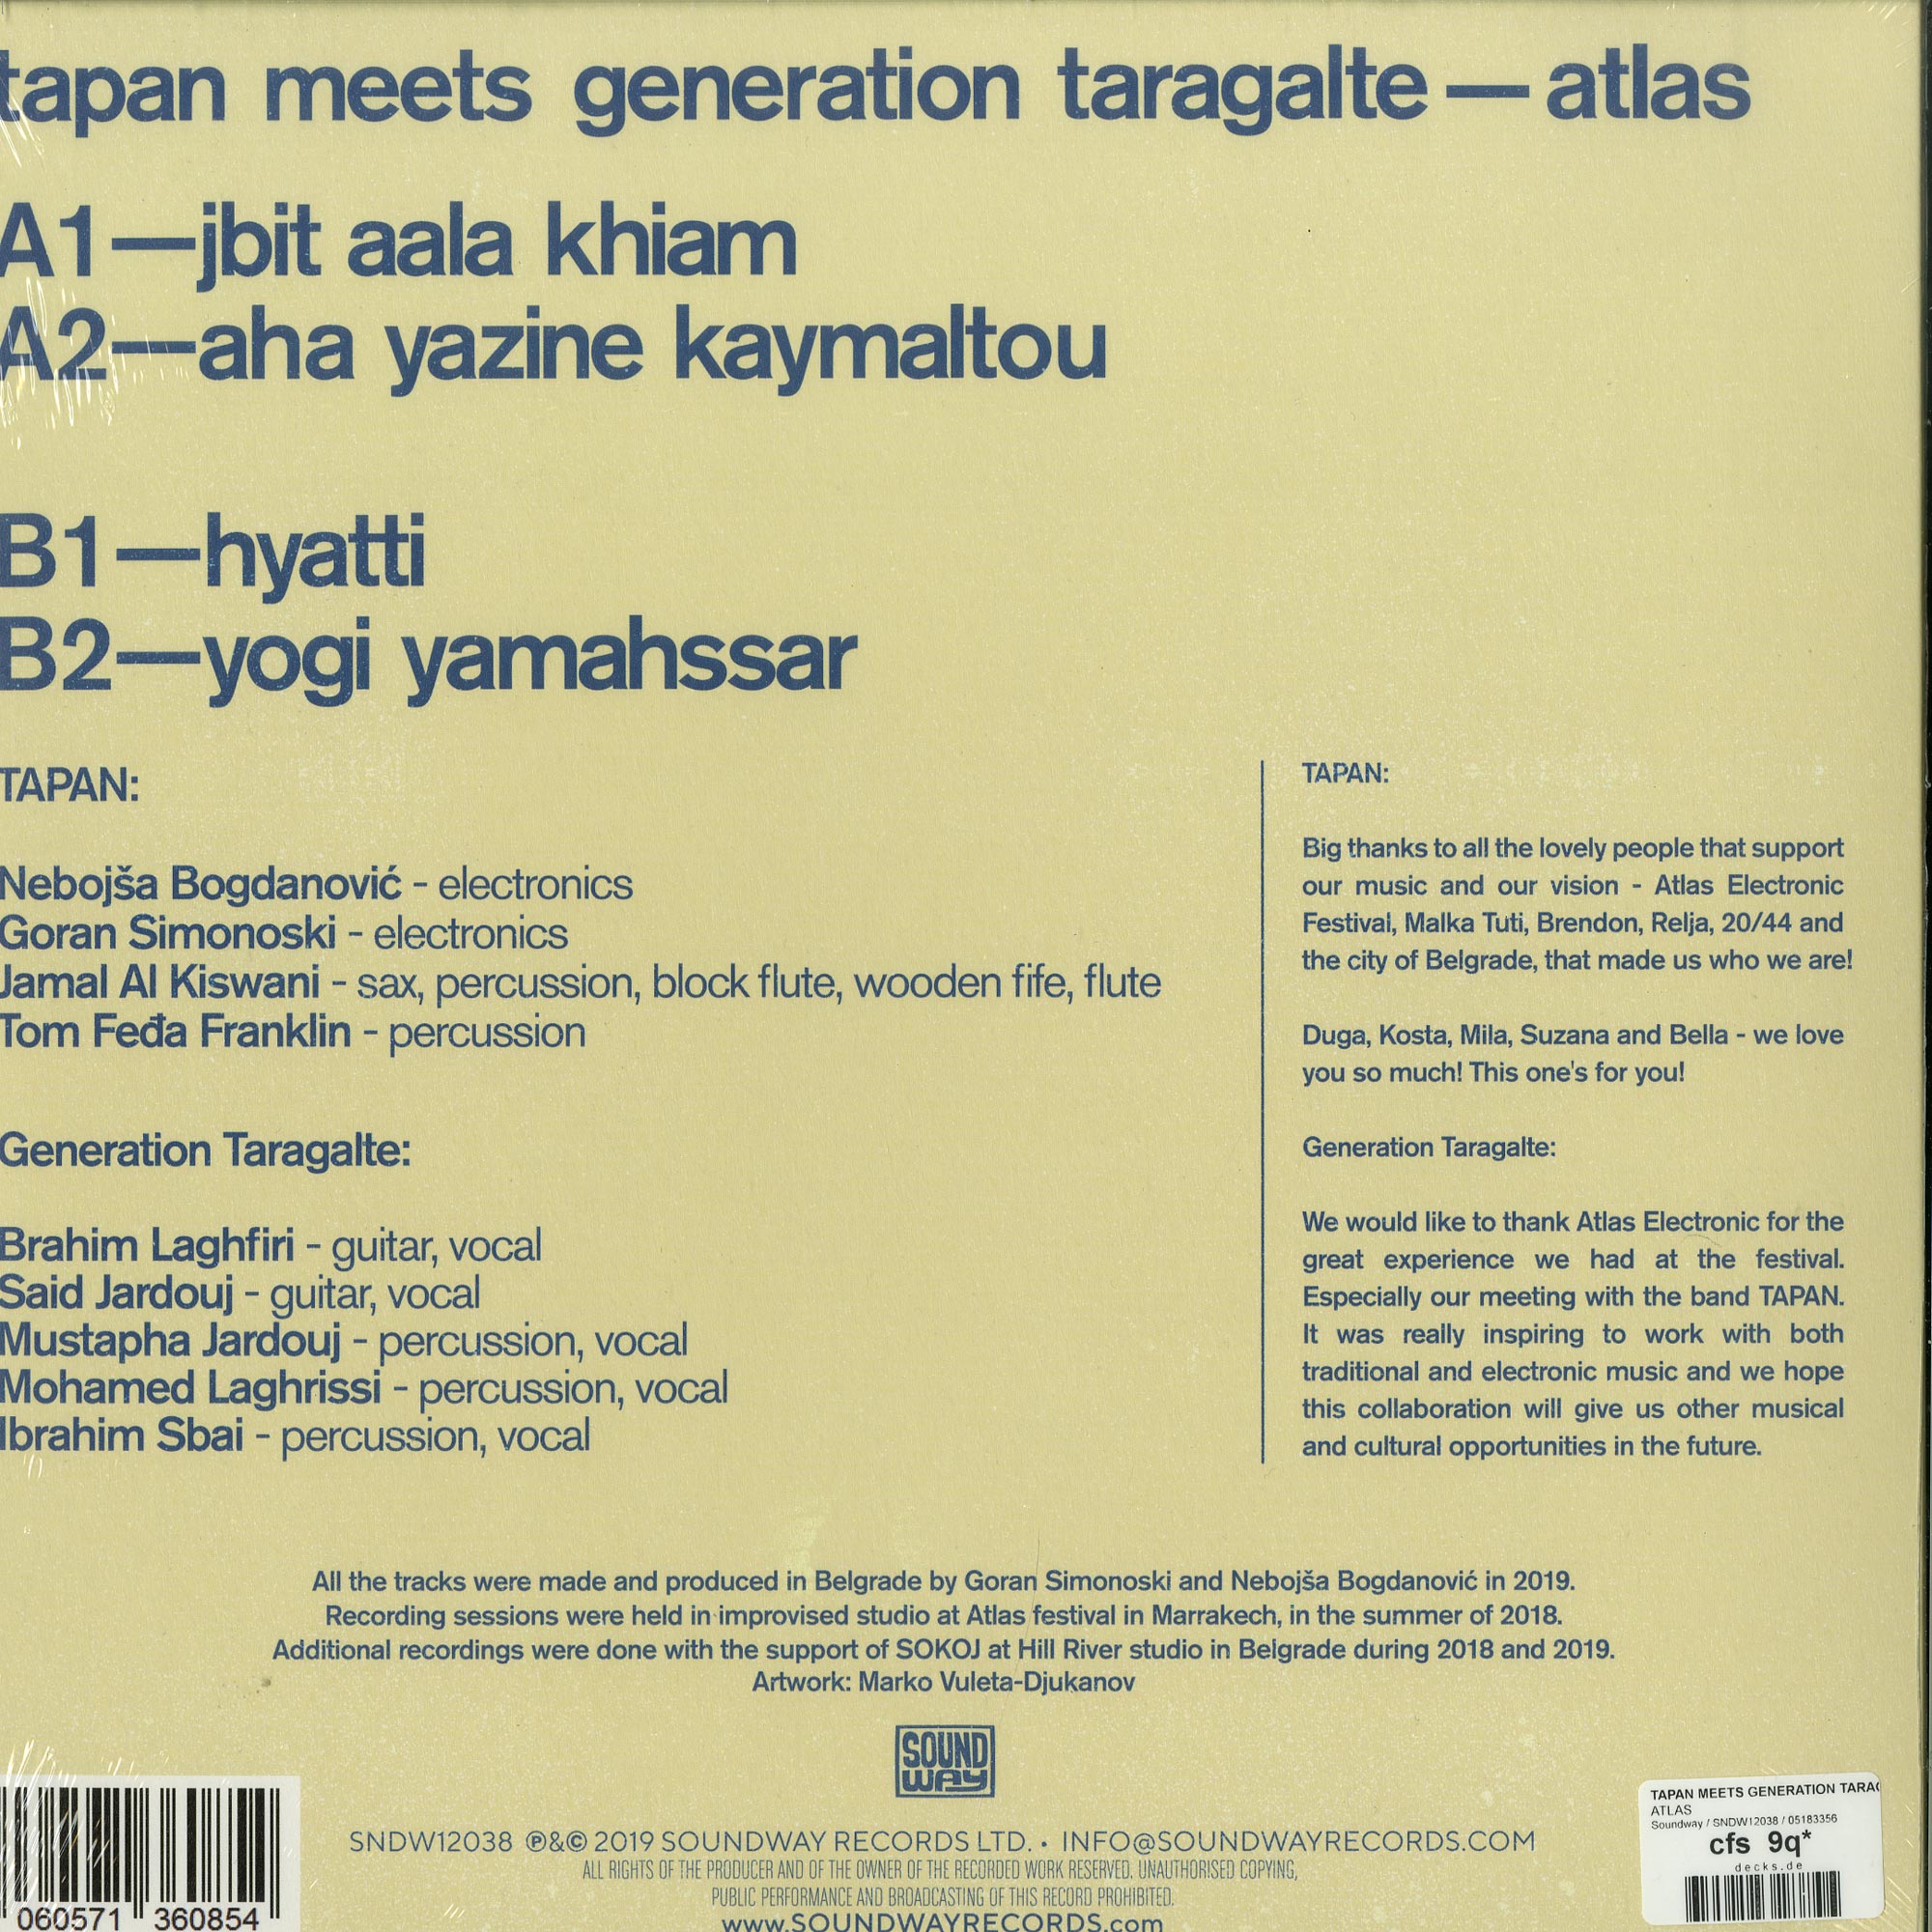 tapan meets generation taragalte — atlas
A1—jbit aala khiam
A2—aha yazine kaymaltou
B1—hyatti
B2—yogi yamahssar
TAPAN:
Nebojša Bogdanović - electronics
Goran Simonoski - electronics
Jamal Al Kiswani - sax, percussion, block flute, wooden fife, flute
Tom Feđa Franklin - percussion
Generation Taragalte:
Brahim Laghfiri - guitar, vocal
Said Jardouj - guitar, vocal
Mustapha Jardouj - percussion, vocal
Mohamed Laghrissi - percussion, vocal
Ibrahim Sbai - percussion, vocal
TAPAN:
Big thanks to all the lovely people that support
our music and our vision - Atlas Electronic
Festival, Malka Tuti, Brendon, Relja, 20/44 and
the city of Belgrade, that made us who we are!
Duga, Kosta, Mila, Suzana and Bella - we love
you so much! This one's for you!
Generation Taragalte:
We would like to thank Atlas Electronic for the
great experience we had at the festival.
Especially our meeting with the band TAPAN.
It was really inspiring to work with both
traditional and electronic music and we hope
this collaboration will give us other musical
and cultural opportunities in the future.
All the tracks were made and produced in Belgrade by Goran Simonoski and Nebojša Bogdanović in 2019.
Recording sessions were held in improvised studio at Atlas festival in Marrakech, in the summer of 2018.
Additional recordings were done with the support of SOKOJ at Hill River studio in Belgrade during 2018 and 2019.
Artwork: Marko Vuleta-Djukanov
SOUND
WAY
SNDW12038 ℗&© 2019 SOUNDWAY RECORDS LTD. • INFO@SOUNDWAYRECORDS.COM
ALL RIGHTS OF THE PRODUCER AND OF THE OWNER OF THE RECORDED WORK RESERVED. UNAUTHORISED COPYING,
PUBLIC PERFORMANCE AND BROADCASTING OF THIS RECORD PROHIBITED.
www.SOUNDWAYRECORDS.com
060571 360854
TAPAN MEETS GENERATION TARAG
ATLAS
Soundway / SNDW12038 / 05183356
cfs 9q*
decks.de